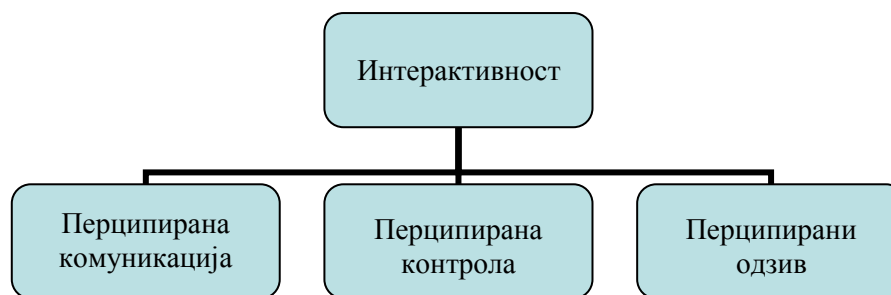 Интерактивност
Перципирана
комуникација
Перципирана
контрола
Перципирани
одзив